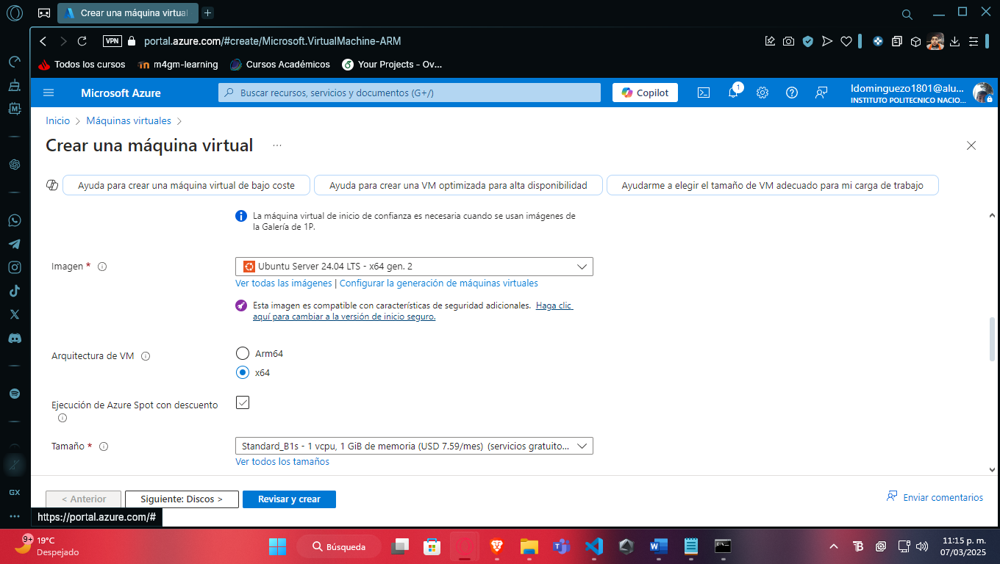 Crear una máquina virtual
VPN
portal.azure.com/#create/Microsoft.VirtualMachine-ARM
Todos los cursos
m4gm-learning
Cursos Académicos
Your Projects - Ov...
Microsoft Azure
Buscar recursos, servicios y documentos (G+/)
Copilot
1
ldominguezo1801@alu...
INSTITUTO POLITECNICO NACIO...
Inicio > Máquinas virtuales >
Crear una máquina virtual ...
Ayuda para crear una máquina virtual de bajo coste
Ayuda para crear una VM optimizada para alta disponibilidad
Ayudarme a elegir el tamaño de VM adecuado para mi carga de trabajo
La máquina virtual de inicio de confianza es necesaria cuando se usan imágenes de
la Galería de 1P.
Imagen *
Ubuntu Server 24.04 LTS - x64 gen. 2
Ver todas las imágenes | Configurar la generación de máquinas virtuales
Esta imagen es compatible con características de seguridad adicionales. Haga clic
aquí para cambiar a la versión de inicio seguro.
Arquitectura de VM
Arm64
x64
Ejecución de Azure Spot con descuento
Tamaño *
Standard_B1s - 1 vcpu, 1 GiB de memoria (USD 7.59/mes) (servicios gratuito...
Ver todos los tamaños
< Anterior
Siguiente: Discos >
Revisar y crear
Enviar comentarios
GX
https://portal.azure.com/#
9+
19°C
Despejado
Búsqueda
11:15 p. m.
07/03/2025